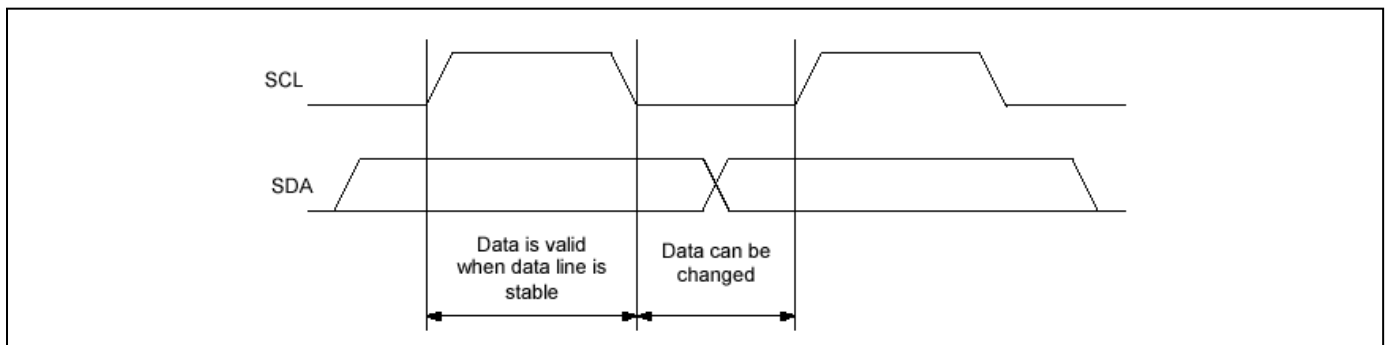 SCL
SDA
Data is valid
when data line is
stable
Data can be
changed